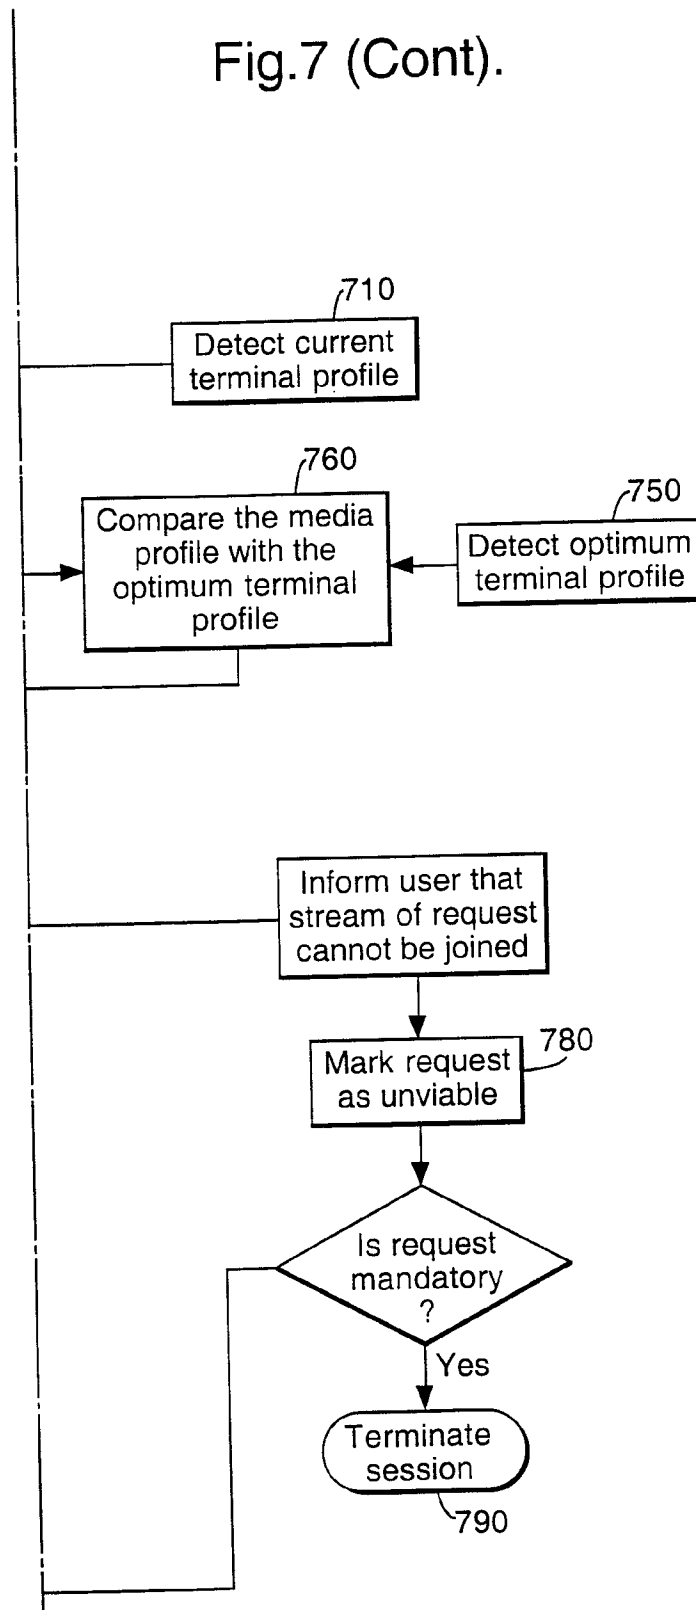 Fig.7 (Cont).
710
Detect current
terminal profile
760
Compare the media
profile with the
optimum terminal
profile
750
Detect optimum
terminal profile
Inform user that
stream of request
cannot be joined
780
Mark request
as unviable
Is request
mandatory
?
Yes
Terminate
session
790